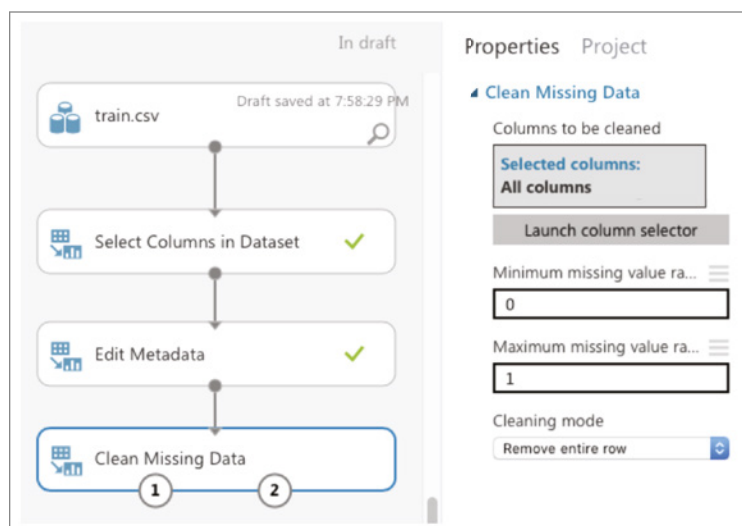 In draft
train.csv
Draft saved at 7:58:29 PM
Select Columns in Dataset
Edit Metadata
Clean Missing Data
1
2
Properties Project
Clean Missing Data
Columns to be cleaned
Selected columns:
All columns
Launch column selector
Minimum missing value ra...
0
Maximum missing value ra...
1
Cleaning mode
Remove entire row